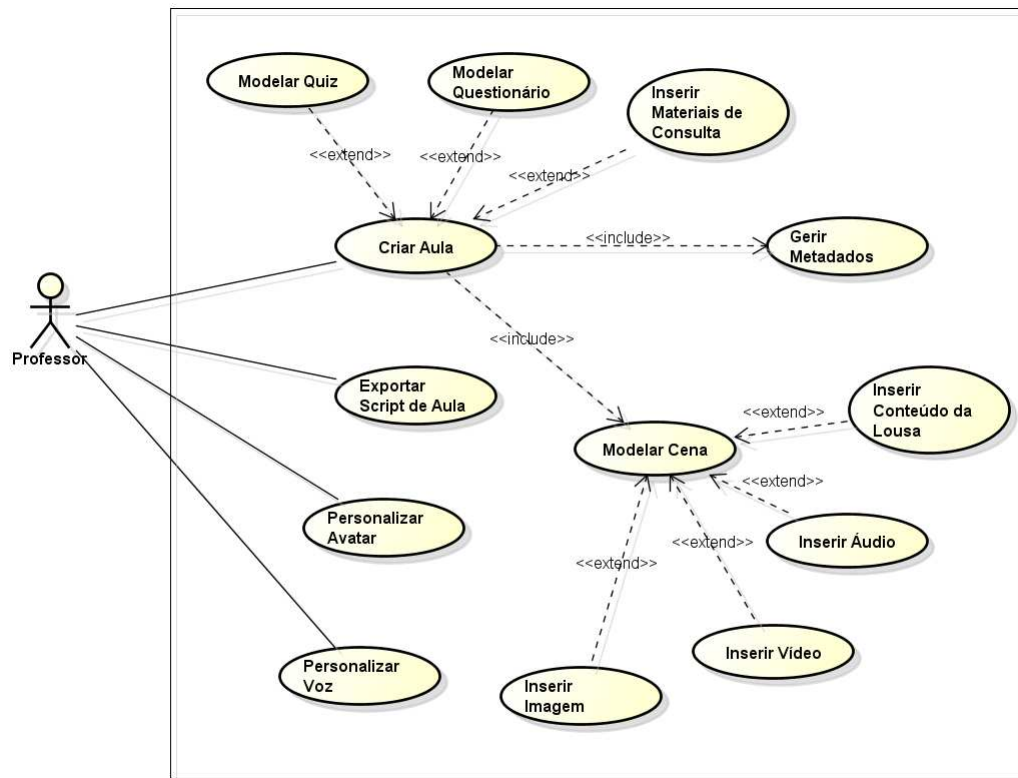 Modelar Quiz
Modelar
Questionário
Inserir
Materiais de
Consulta
<<extend>>
<<extend>>
<<extend>>
Criar Aula
<<include>>
Gerir
Metadados
Professor
<<include>>
Exportar
Script de Aula
Inserir
Conteúdo da
Lousa
<<extend>>
Modelar Cena
<<extend>>
Personalizar
Avatar
Inserir Áudio
<<extend>>
<<extend>>
Inserir Vídeo
Personalizar
Voz
Inserir
Imagem